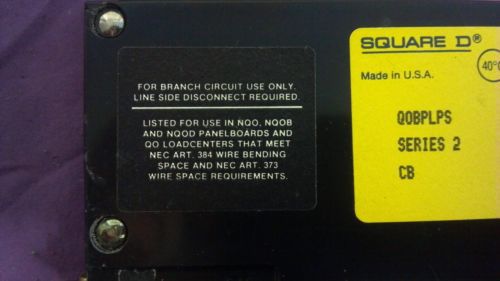 FOR BRANCH CIRCUIT USE ONLY.
LINE SIDE DISCONNECT REQUIRED.
LISTED FOR USE IN NQO, NQOB
AND NQOD PANELBOARDS AND
QO LOADCENTERS THAT MEET
NEC ART. 384 WIRE BENDING
SPACE AND NEC ART. 373
WIRE SPACE REQUIREMENTS.
SQUARE D®
40°
Made in U.S.A.
QOBPLPS
SERIES 2
CB